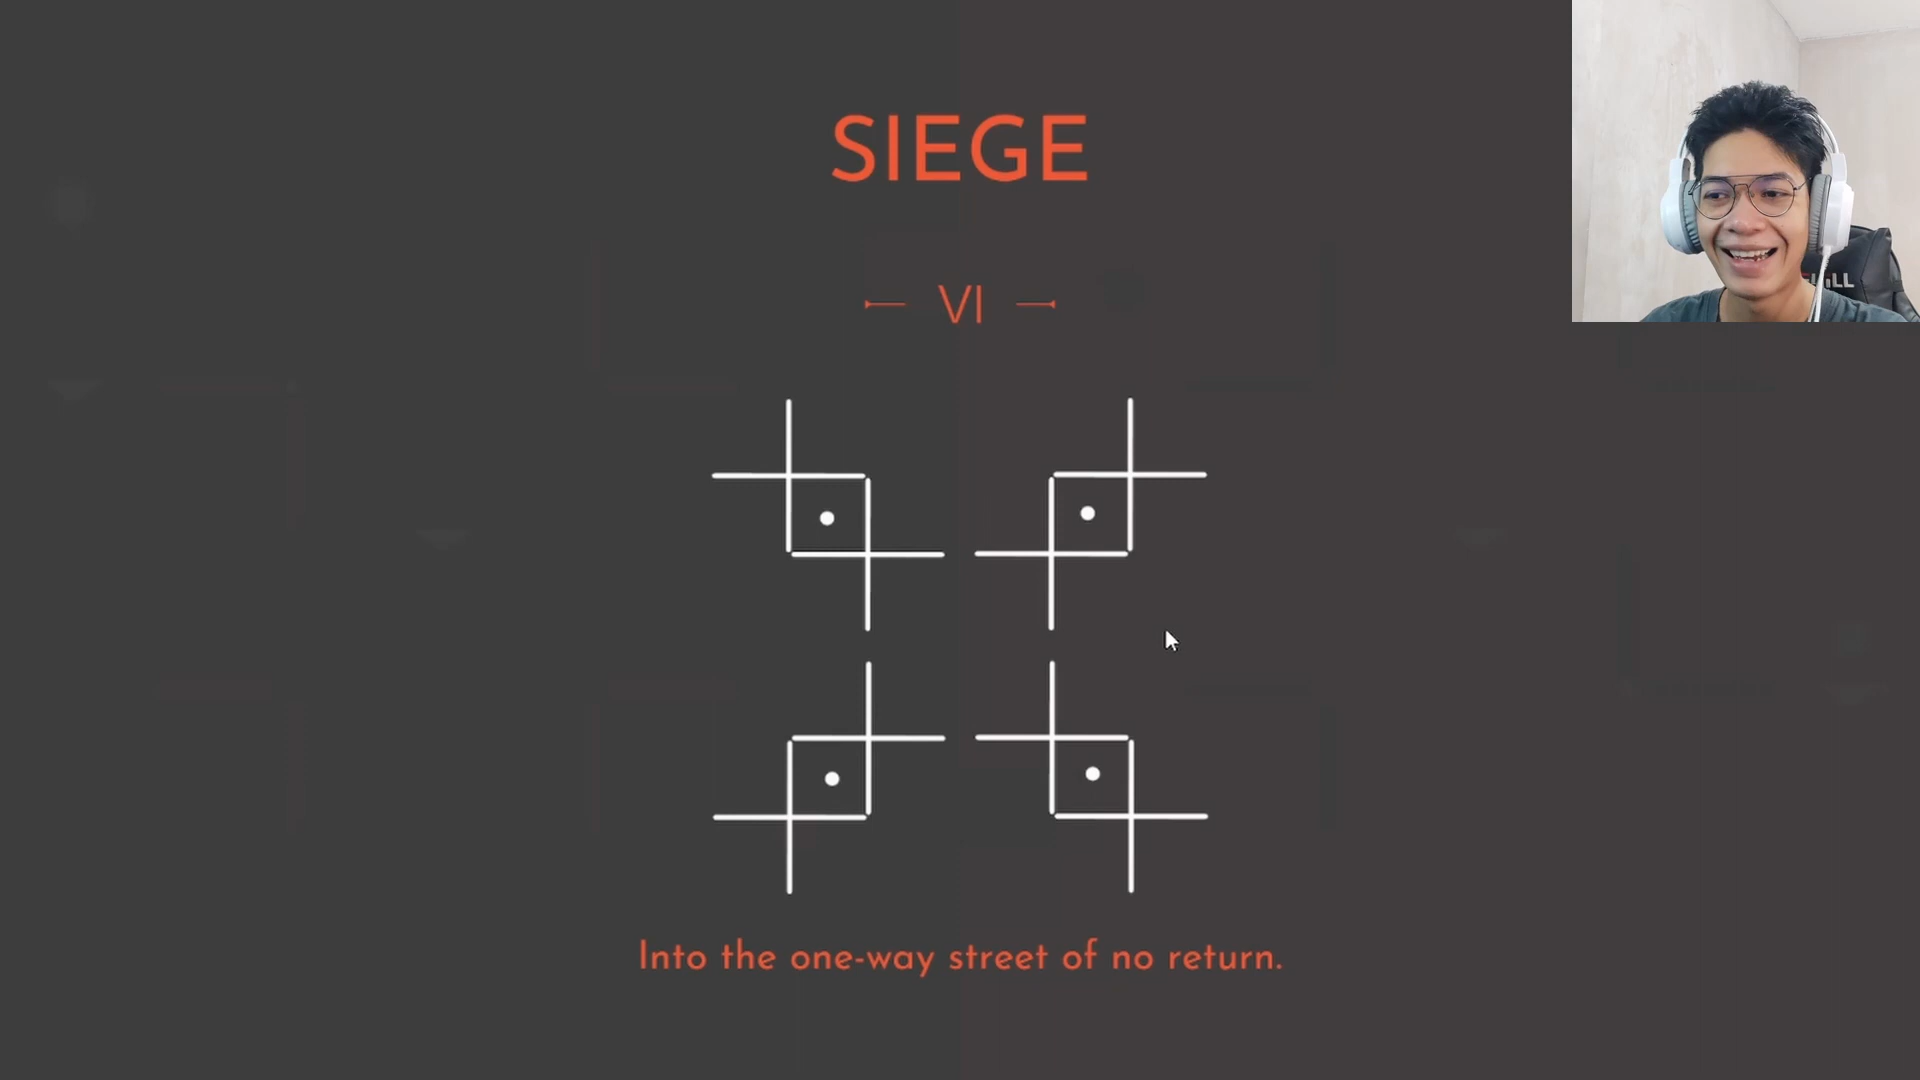 SIEGE
VI
Into the one-way street of no return.